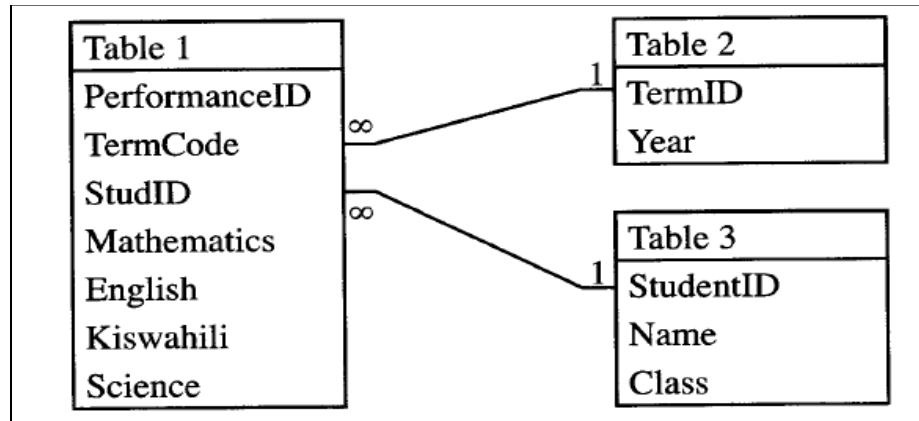 Table 1
PerformanceID
TermCode
StudID
Mathematics
English
Kiswahili
Science
∞
∞
1
1
Table 2
TermID
Year
Table 3
StudentID
Name
Class